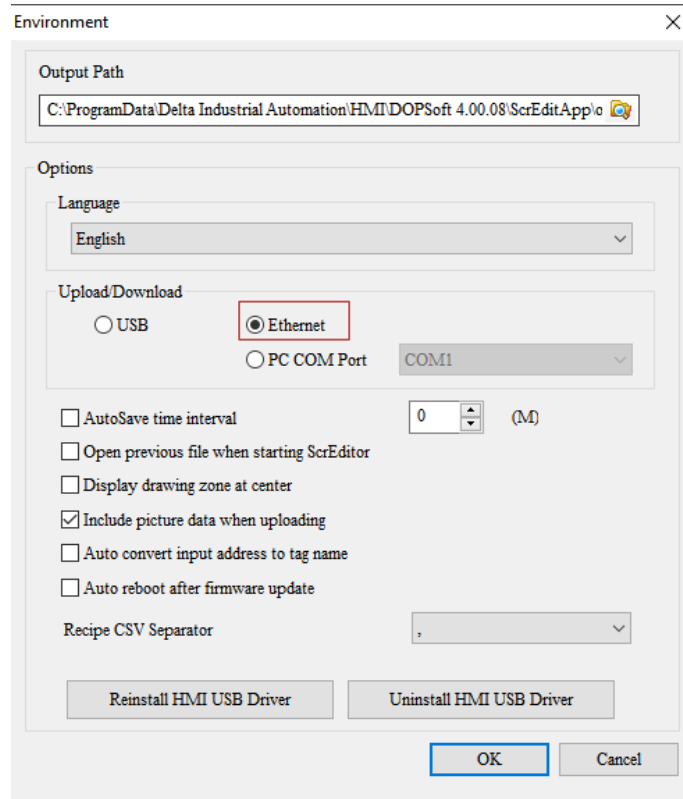 Environment
Output Path
C:\ProgramData\Delta Industrial Automation\HMI\DOPSoft 4.00.08\ScrEditApp\o
Options
Language
English
Upload/Download
USB
Ethernet
PC COM Port
COM1
AutoSave time interval
0
(M)
Open previous file when starting ScrEditor
Display drawing zone at center
Include picture data when uploading
Auto convert input address to tag name
Auto reboot after firmware update
Recipe CSV Separator
,
Reinstall HMI USB Driver
Uninstall HMI USB Driver
OK
Cancel